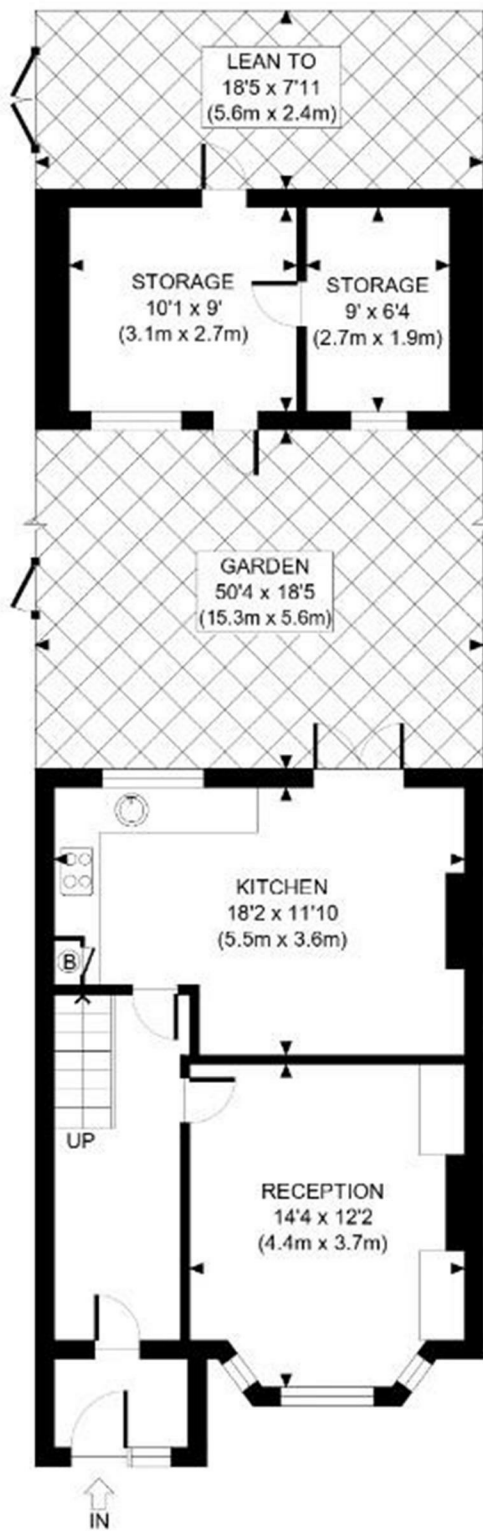 LEAN TO
18'5 x 7'11
(5.6m x 2.4m)
STORAGE
10'1 x 9'
(3.1m x 2.7m)
STORAGE
9' x 6'4
(2.7m x 1.9m)
GARDEN
50'4 x 18'5
(15.3m x 5.6m)
KITCHEN
18'2 x 11'10
(5.5m x 3.6m)
B
UP
RECEPTION
14'4 x 12'2
(4.4m x 3.7m)
IN